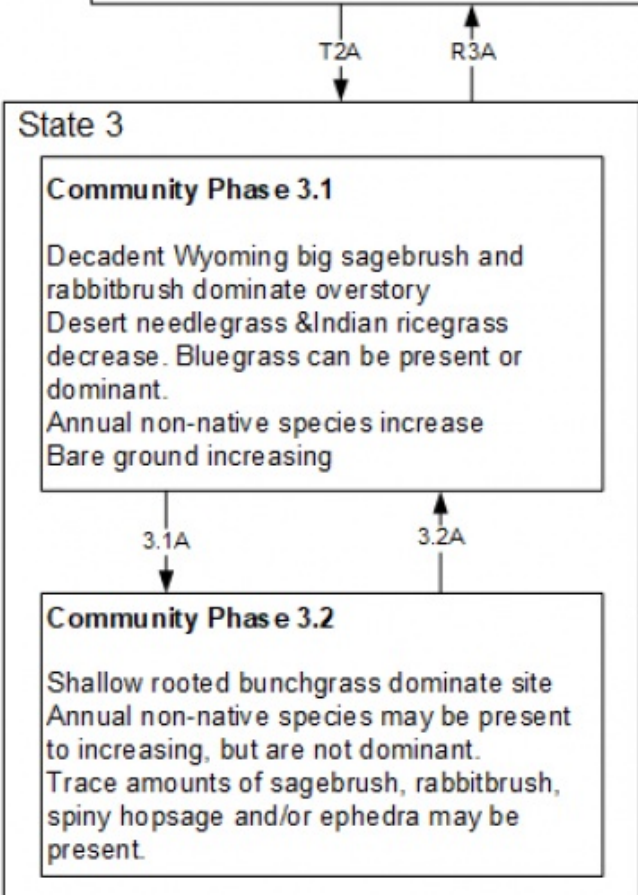 T2A R3A
State 3
Community Phase 3.1
Decadent Wyoming big sagebrush and
rabbitbrush dominate overstory
Desert needlegrass &Indian ricegrass
decrease. Bluegrass can be present or
dominant.
Annual non-native species increase
Bare ground increasing
3.1A 3.2A
Community Phase 3.2
Shallow rooted bunchgrass dominate site
Annual non-native species may be present
to increasing, but are not dominant.
Trace amounts of sagebrush, rabbitbrush,
spiny hopsage and/or ephedra may be
present.